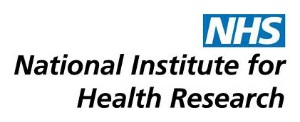 NHS
National Institute for
Health Research